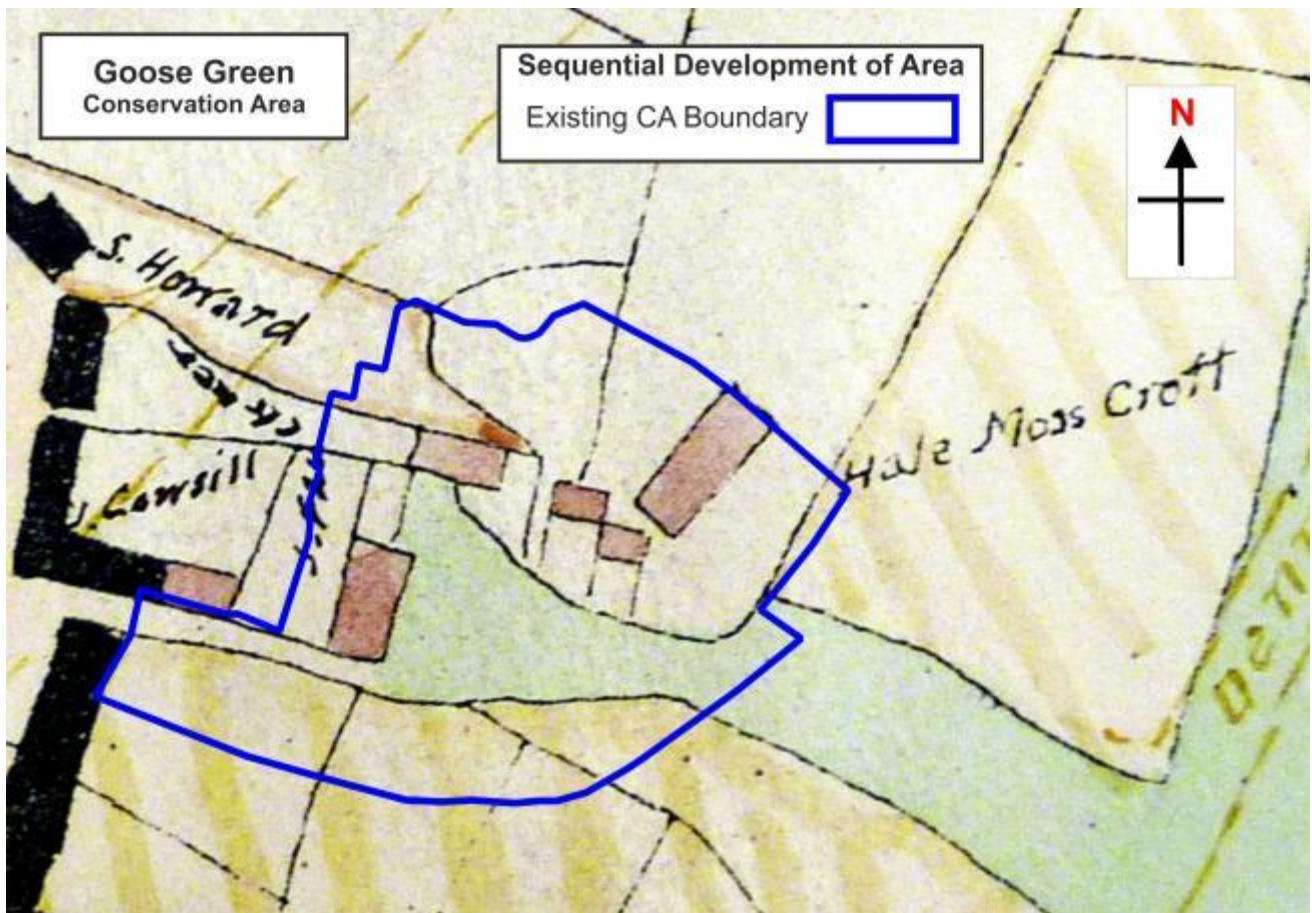 Goose Green
Conservation Area
Sequential Development of Area
Existing CA Boundary
N
S. Howard
Cowsill
Hale Moss Croft